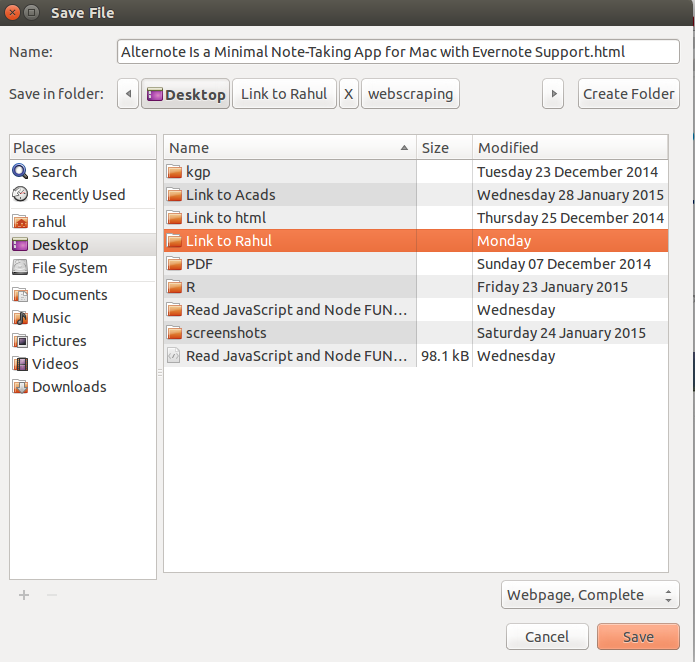 Save File
Name: Alternote Is a Minimal Note-Taking App for Mac with Evernote Support.html
Save in folder: Desktop Link to Rahul X webscraping Create Folder
Places Name Size Modified
Search kgp Tuesday 23 December 2014
Recently Used Link to Acads Wednesday 28 January 2015
rahul Link to html Thursday 25 December 2014
Desktop Link to Rahul Monday
File System PDF Sunday 07 December 2014
R Friday 23 January 2015
Documents
Music Read JavaScript and Node FUN... Wednesday
Pictures screenshots Saturday 24 January 2015
Videos Read JavaScript and Node FUN... 98.1 kB Wednesday
Downloads
Webpage, Complete
Cancel Save